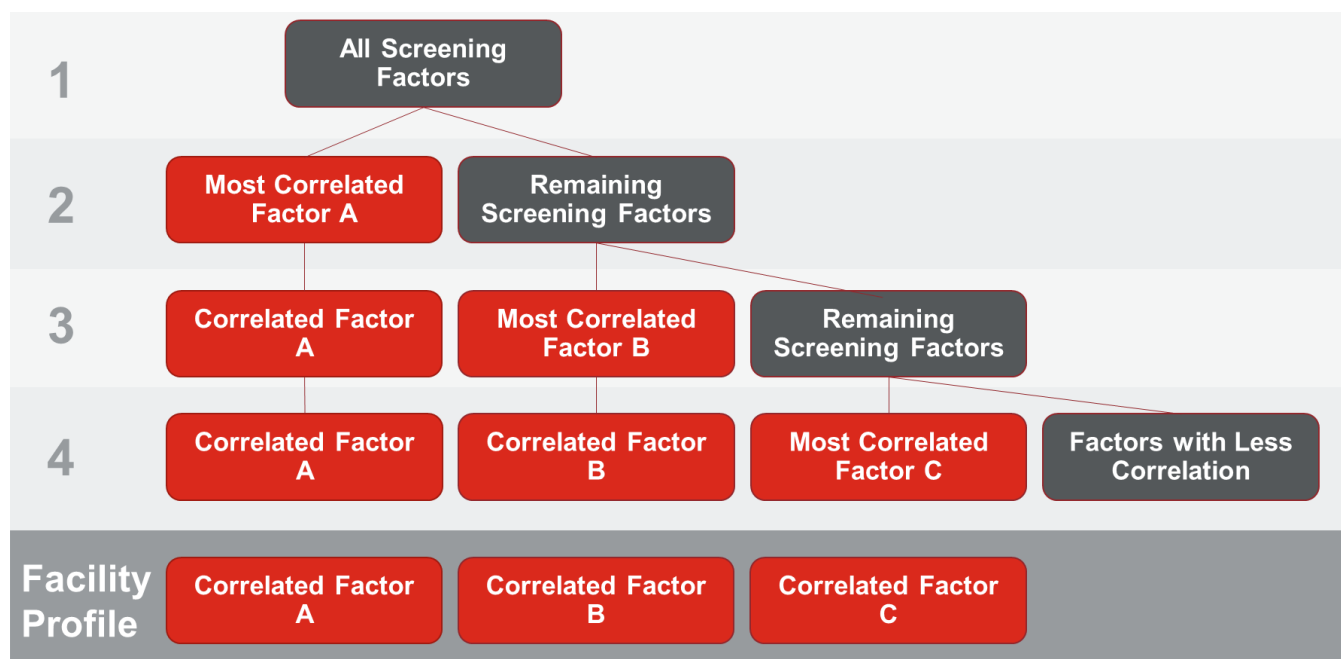 1
All Screening
Factors
2
Most Correlated
Factor A
Remaining
Screening Factors
3
Correlated Factor
A
Most Correlated
Factor B
Remaining
Screening Factors
4
Correlated Factor
A
Correlated Factor
B
Most Correlated
Factor C
Factors with Less
Correlation
Facility
Profile
Correlated Factor
A
Correlated Factor
B
Correlated Factor
C